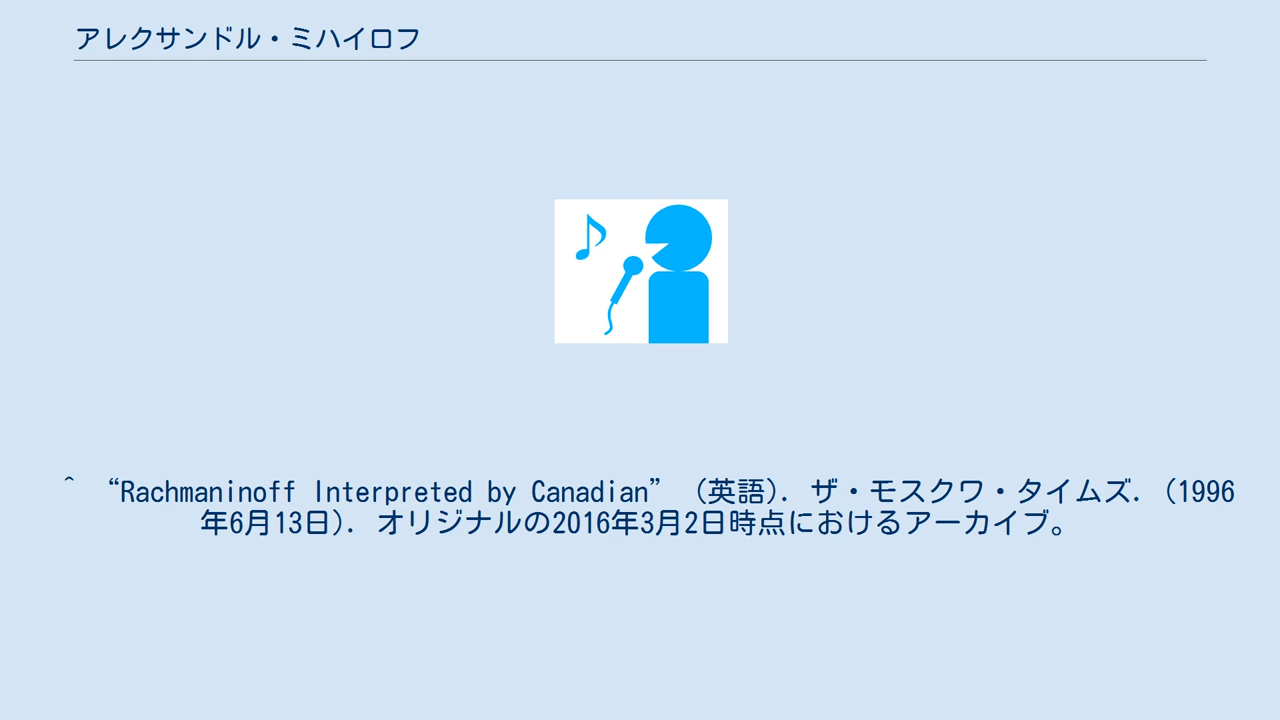 アレクサンドル・ミハイロフ
^ “Rachmaninoff Interpreted by Canadian” (英語). ザ・モスクワ・タイムズ. (1996
年6月13日). オリジナルの2016年3月2日時点におけるアーカイブ。